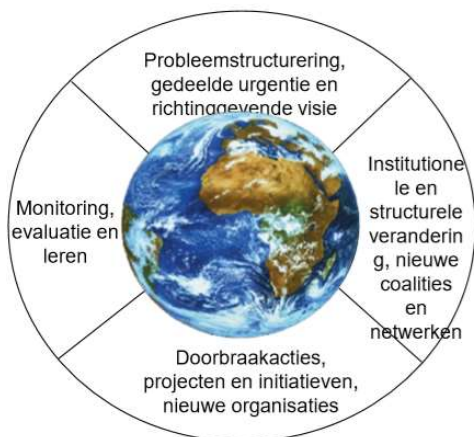 Probleemstructurering,
gedeelde urgentie en
richtinggevende visie
Institutione
le en
structurele
veranderin
g, nieuwe
coalities
en
netwerken
Doorbraakacties,
projecten en initiatieven,
nieuwe organisaties
Monitoring,
evaluatie en
leren